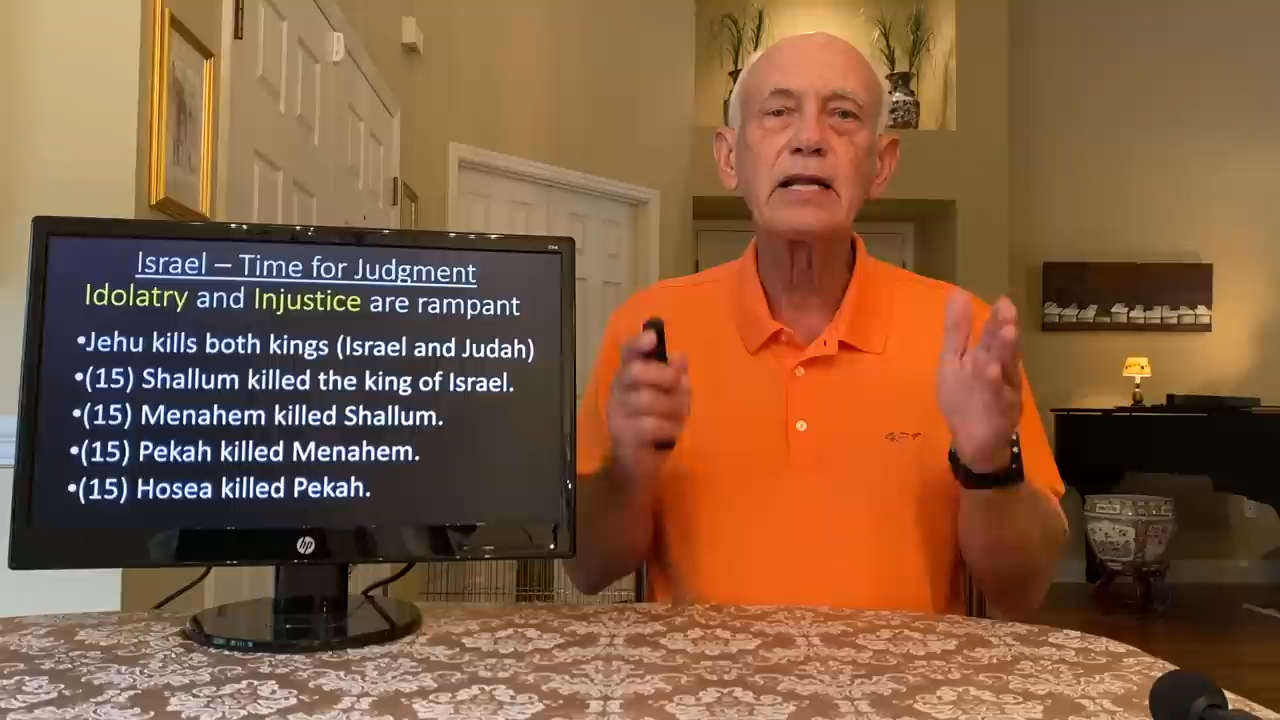 Israel – Time for Judgment
Idolatry and Injustice are rampant
•Jehu kills both kings (Israel and Judah)
•(15) Shallum killed the king of Israel.
•(15) Menahem killed Shallum.
•(15) Pekah killed Menahem.
•(15) Hosea killed Pekah.
hp